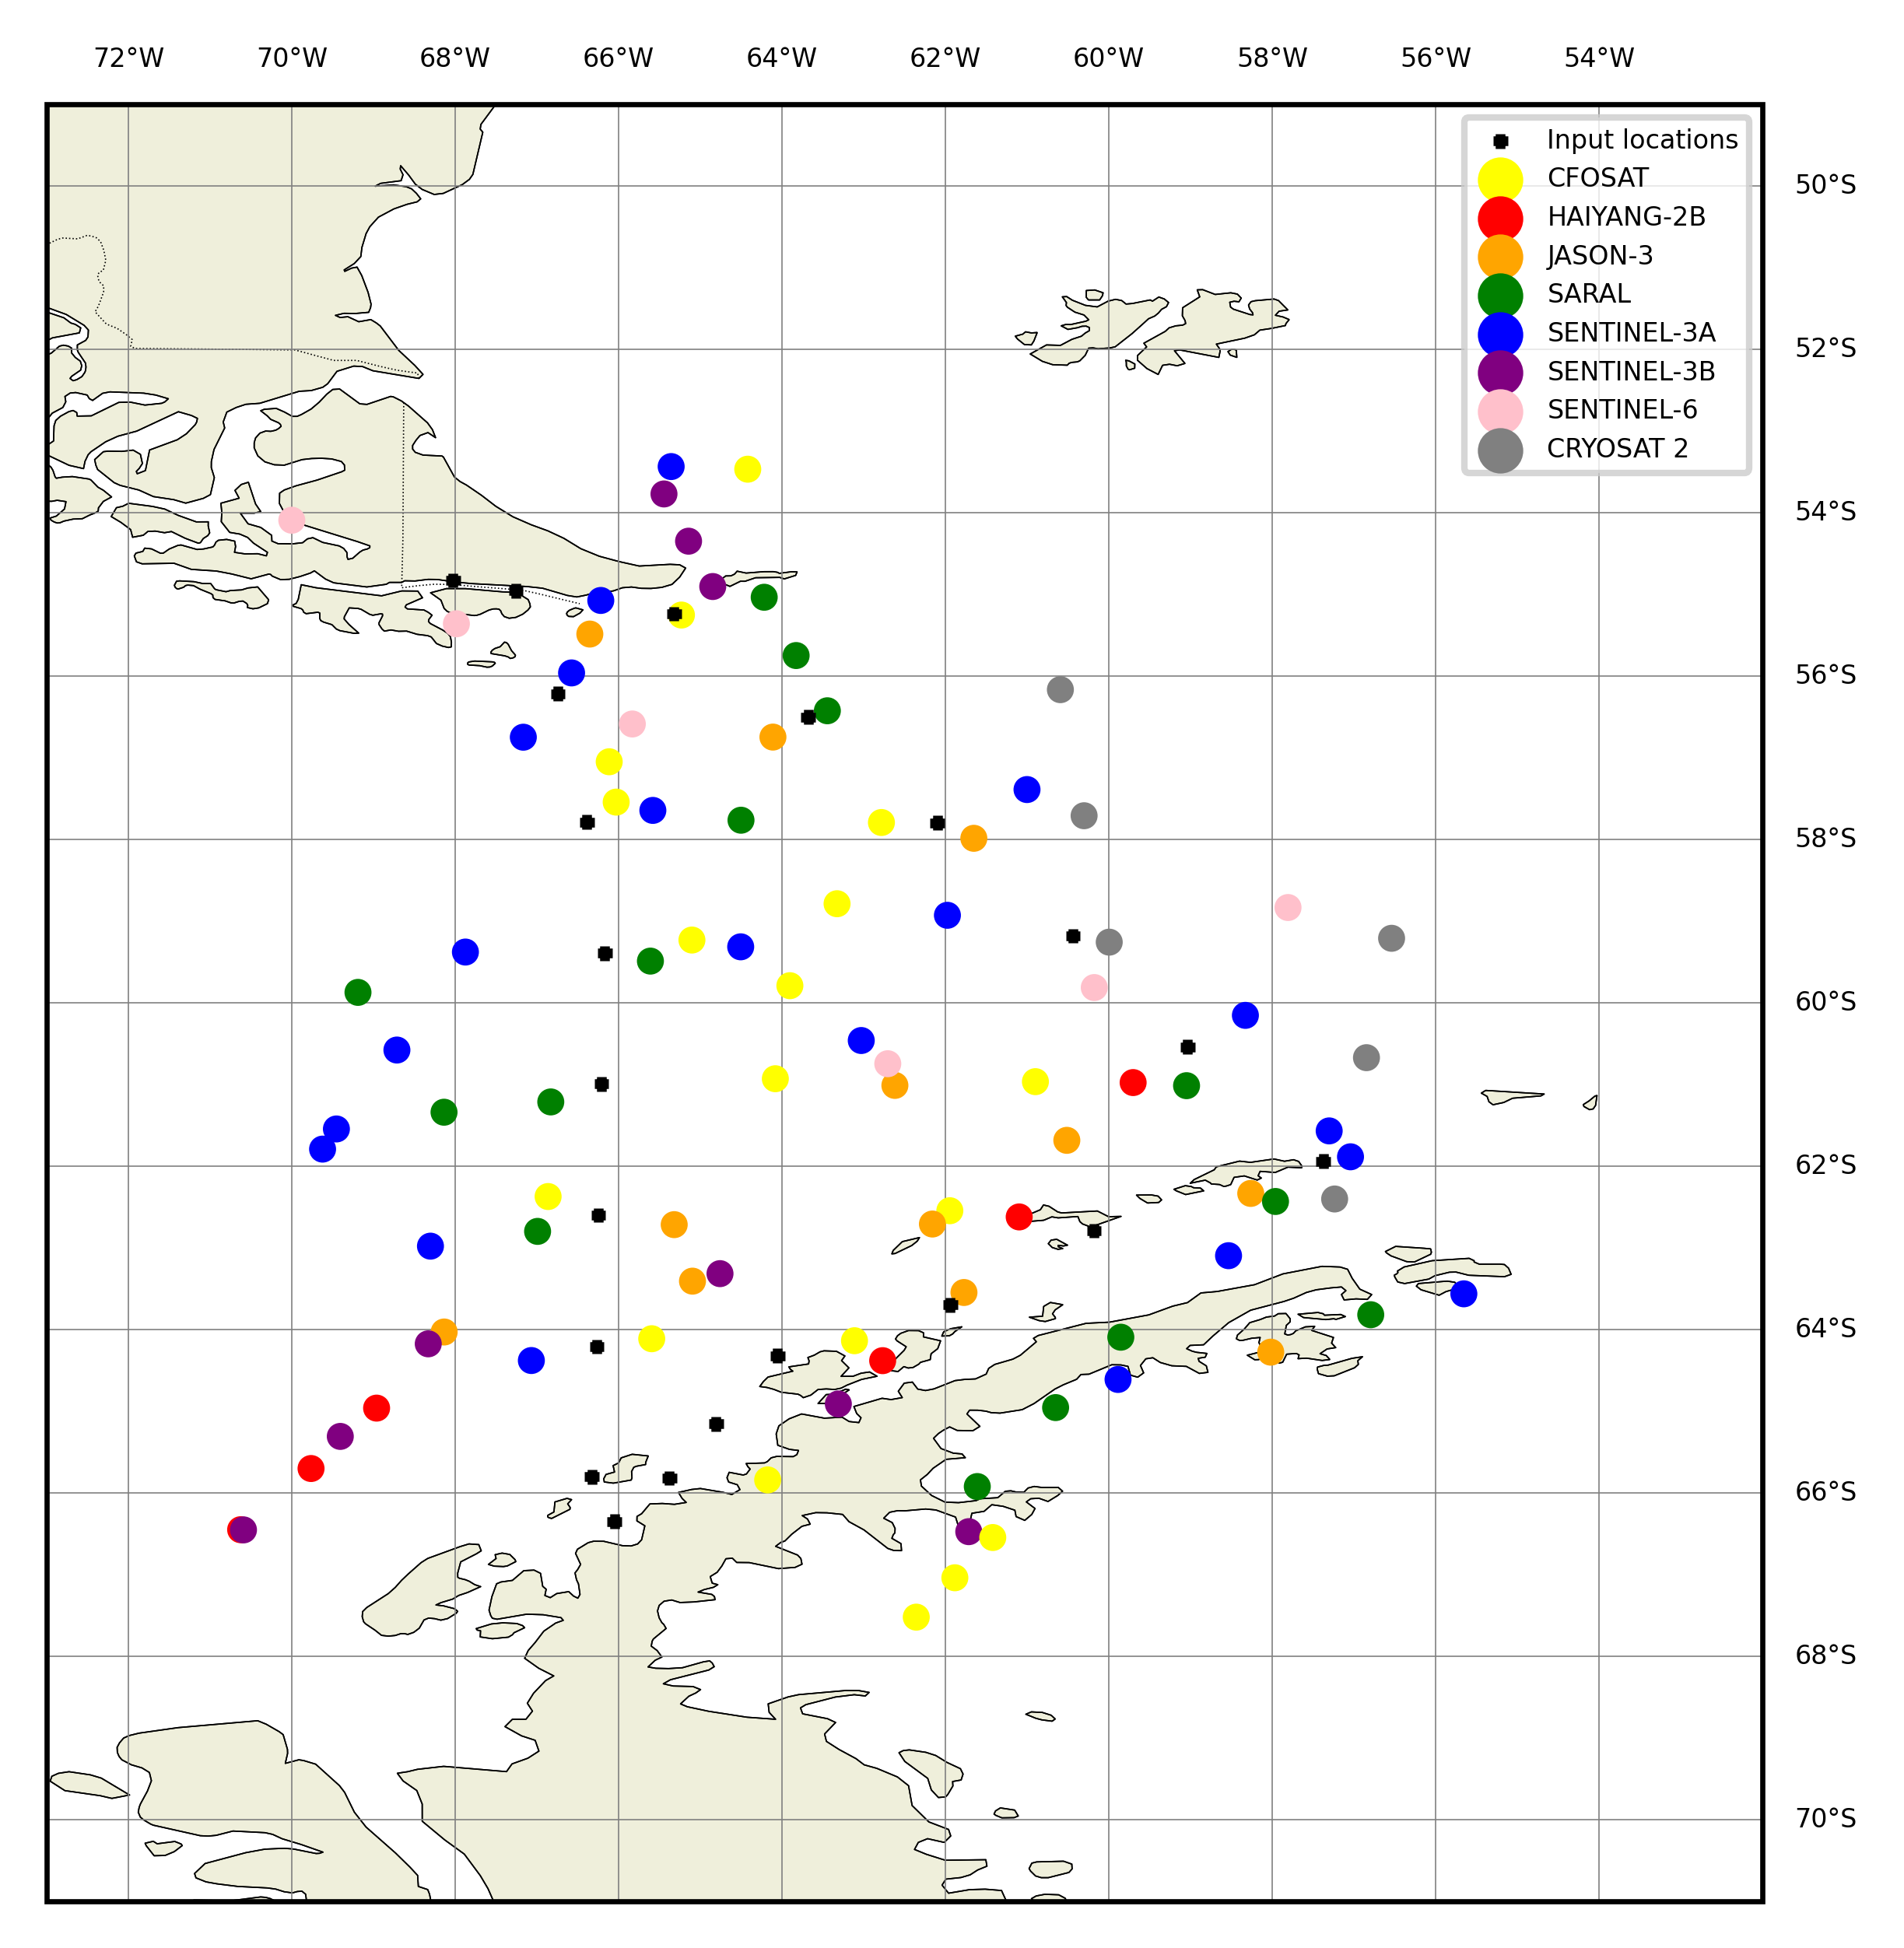 72°W 70°W 68°W 66°W 64°W 62°W 60°W 58°W 56°W 54°W
Input locations
CFOSAT
HAIYANG-2B
JASON-3
SARAL
SENTINEL-3A
SENTINEL-3B
SENTINEL-6
CRYOSAT 2
50°S
52°S
54°S
56°S
58°S
60°S
62°S
64°S
66°S
68°S
70°S